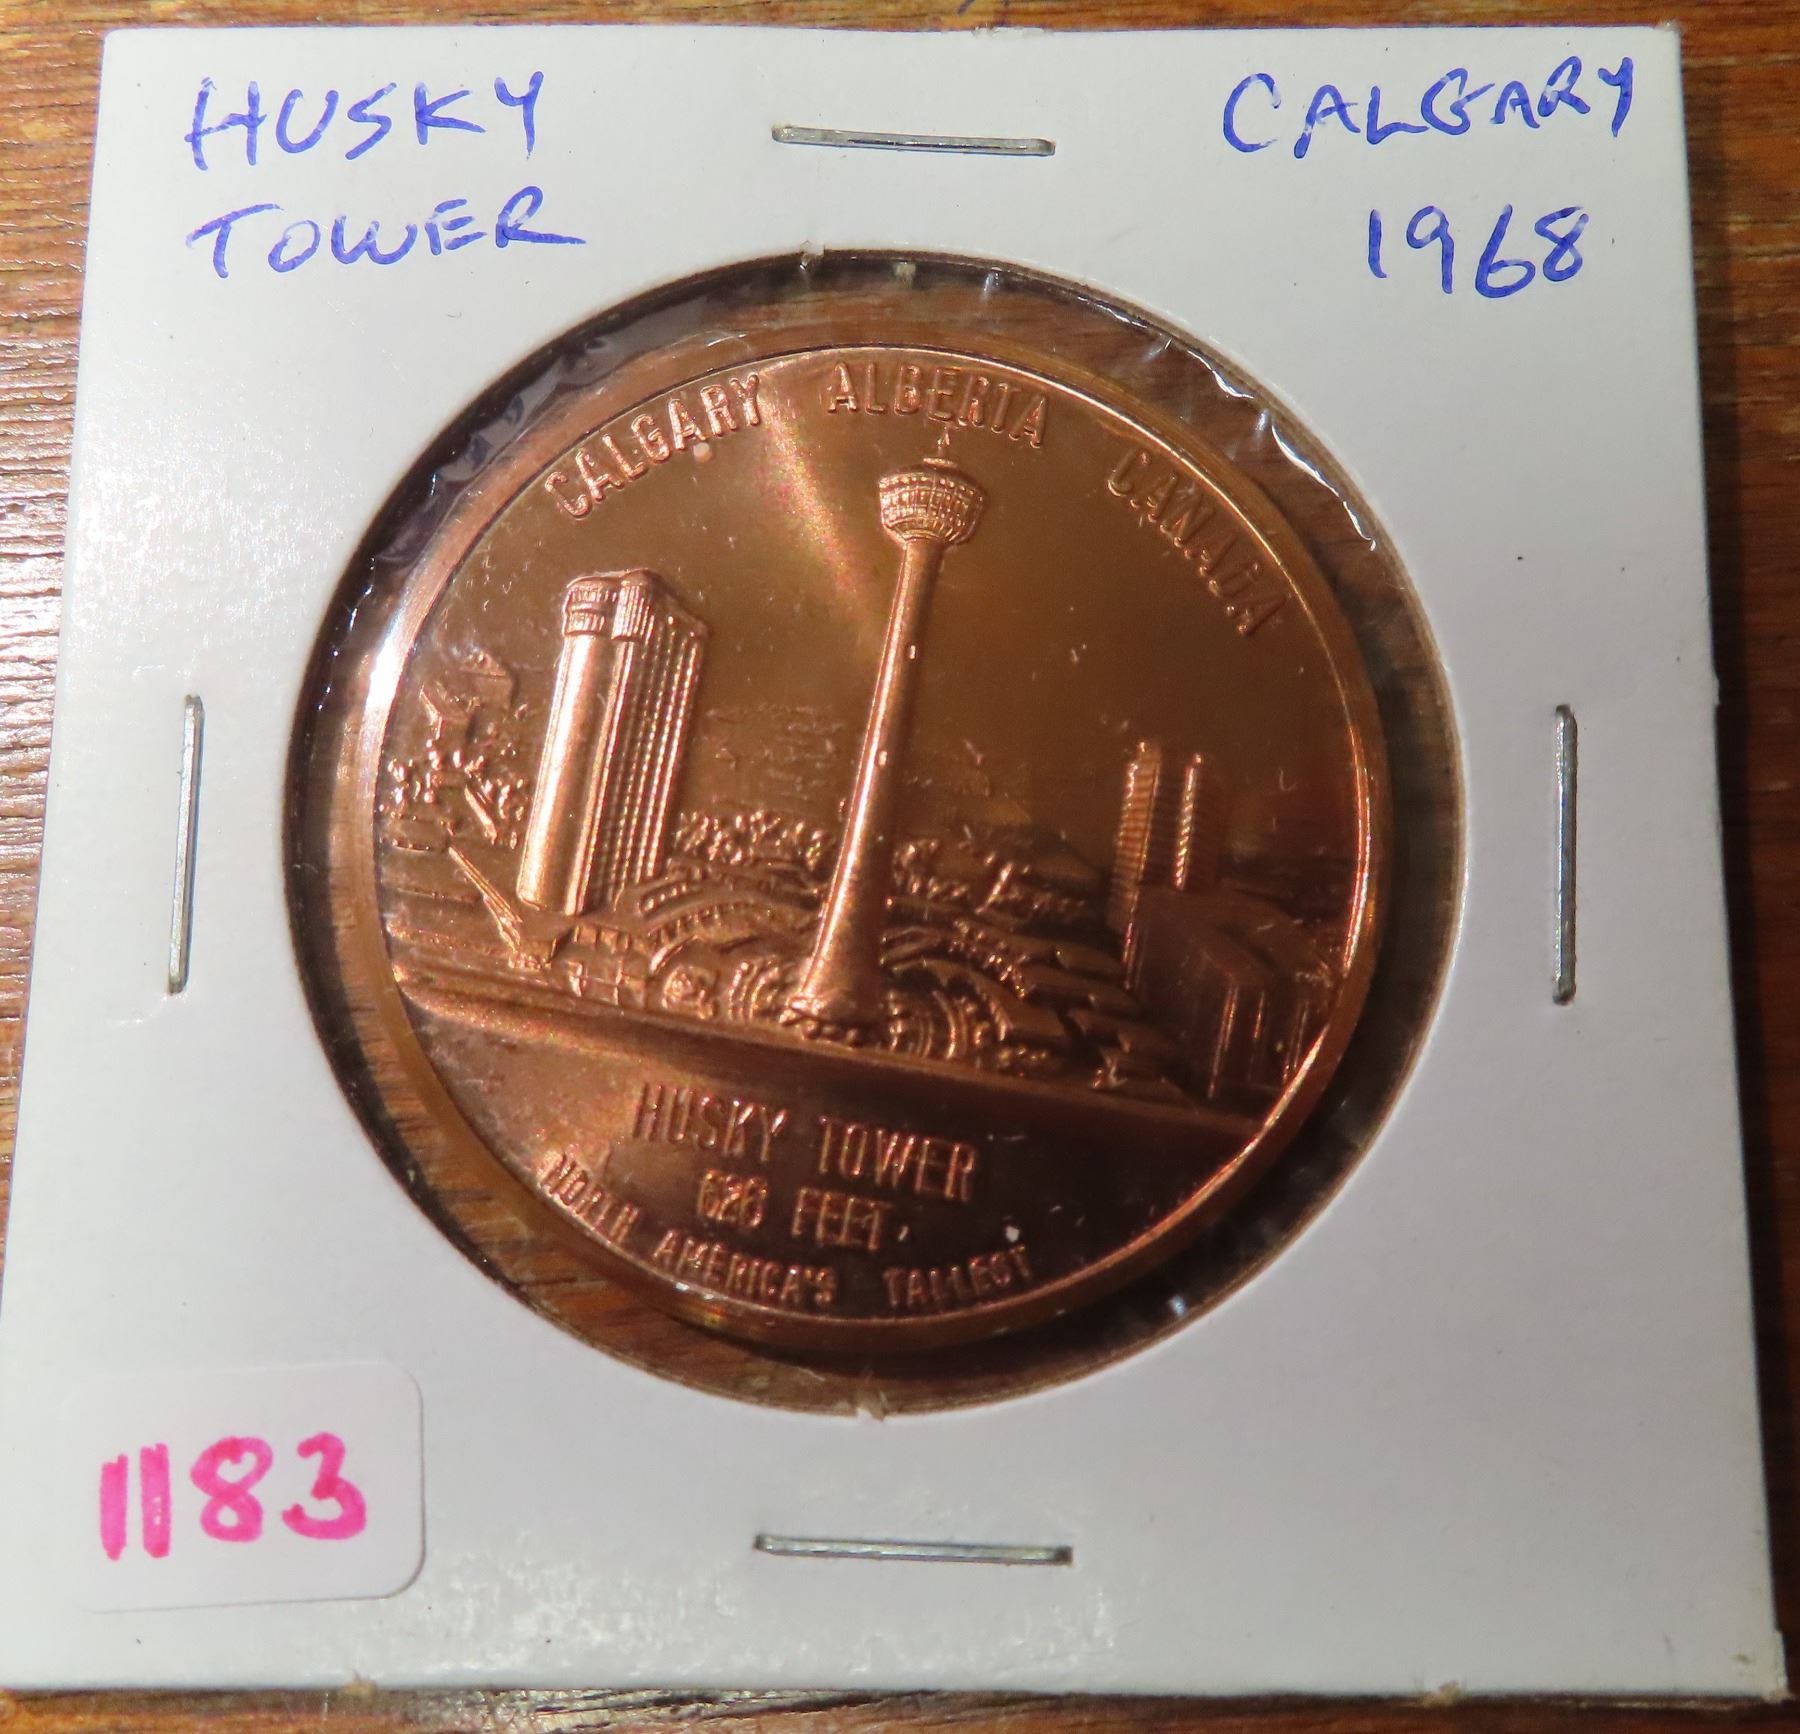 HUSKY
TOWER
CALGARY
1968
CALGARY ALBERTA CANADA
HUSKY TOWER
626 FEET
NORTH AMERICA'S TALLEST
1183